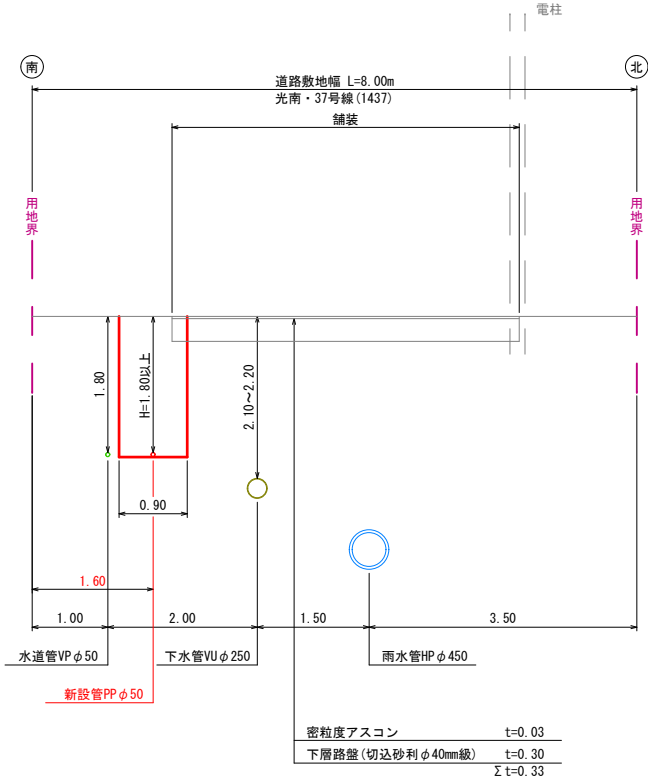 電柱
南
北
道路敷地幅 L=8.00m
光南・37号線(1437)
舗装
用地界
用地界
1.80
H=1.80以上
2.10～2.20
0.90
1.60
1.00
2.00
1.50
3.50
水道管VPφ50
下水管VUφ250
雨水管HPφ450
新設管PPφ50
密粒度アスコン t=0.03
下層路盤(切込砂利φ40mm級) t=0.30
Σt=0.33